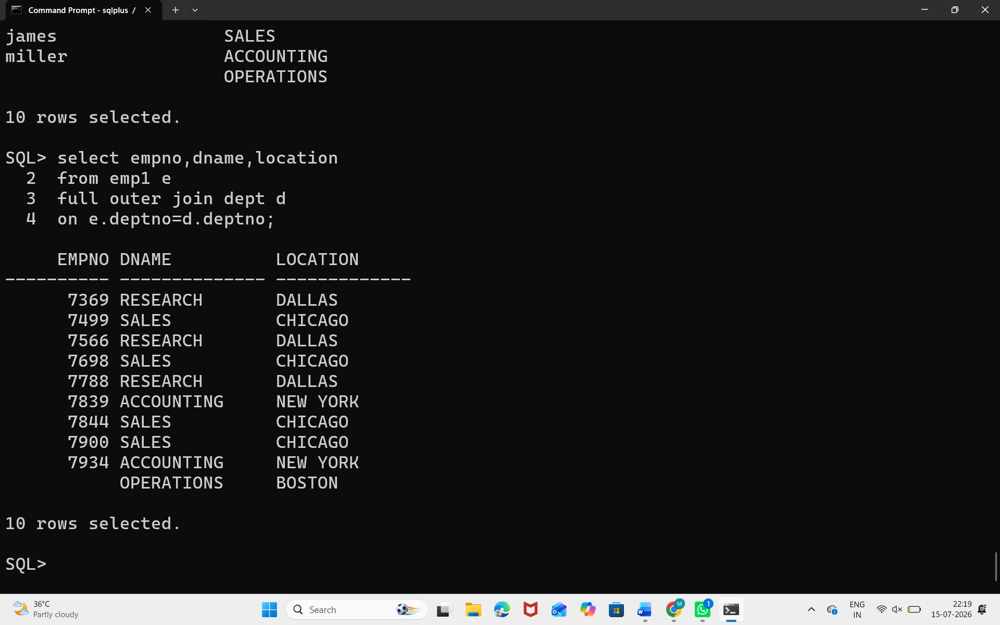 Command Prompt - sqlplus /
james                SALES
miller               ACCOUNTING
                     OPERATIONS
10 rows selected.
SQL> select empno,dname,location
  2  from emp1 e
  3  full outer join dept d
  4  on e.deptno=d.deptno;
     EMPNO DNAME          LOCATION
---------- -------------- -------------
      7369 RESEARCH       DALLAS
      7499 SALES          CHICAGO
      7566 RESEARCH       DALLAS
      7698 SALES          CHICAGO
      7788 RESEARCH       DALLAS
      7839 ACCOUNTING     NEW YORK
      7844 SALES          CHICAGO
      7900 SALES          CHICAGO
      7934 ACCOUNTING     NEW YORK
           OPERATIONS     BOSTON
10 rows selected.
SQL>
36°C
Partly cloudy
Search
M
1
ENG
IN
22:19
15-07-2026